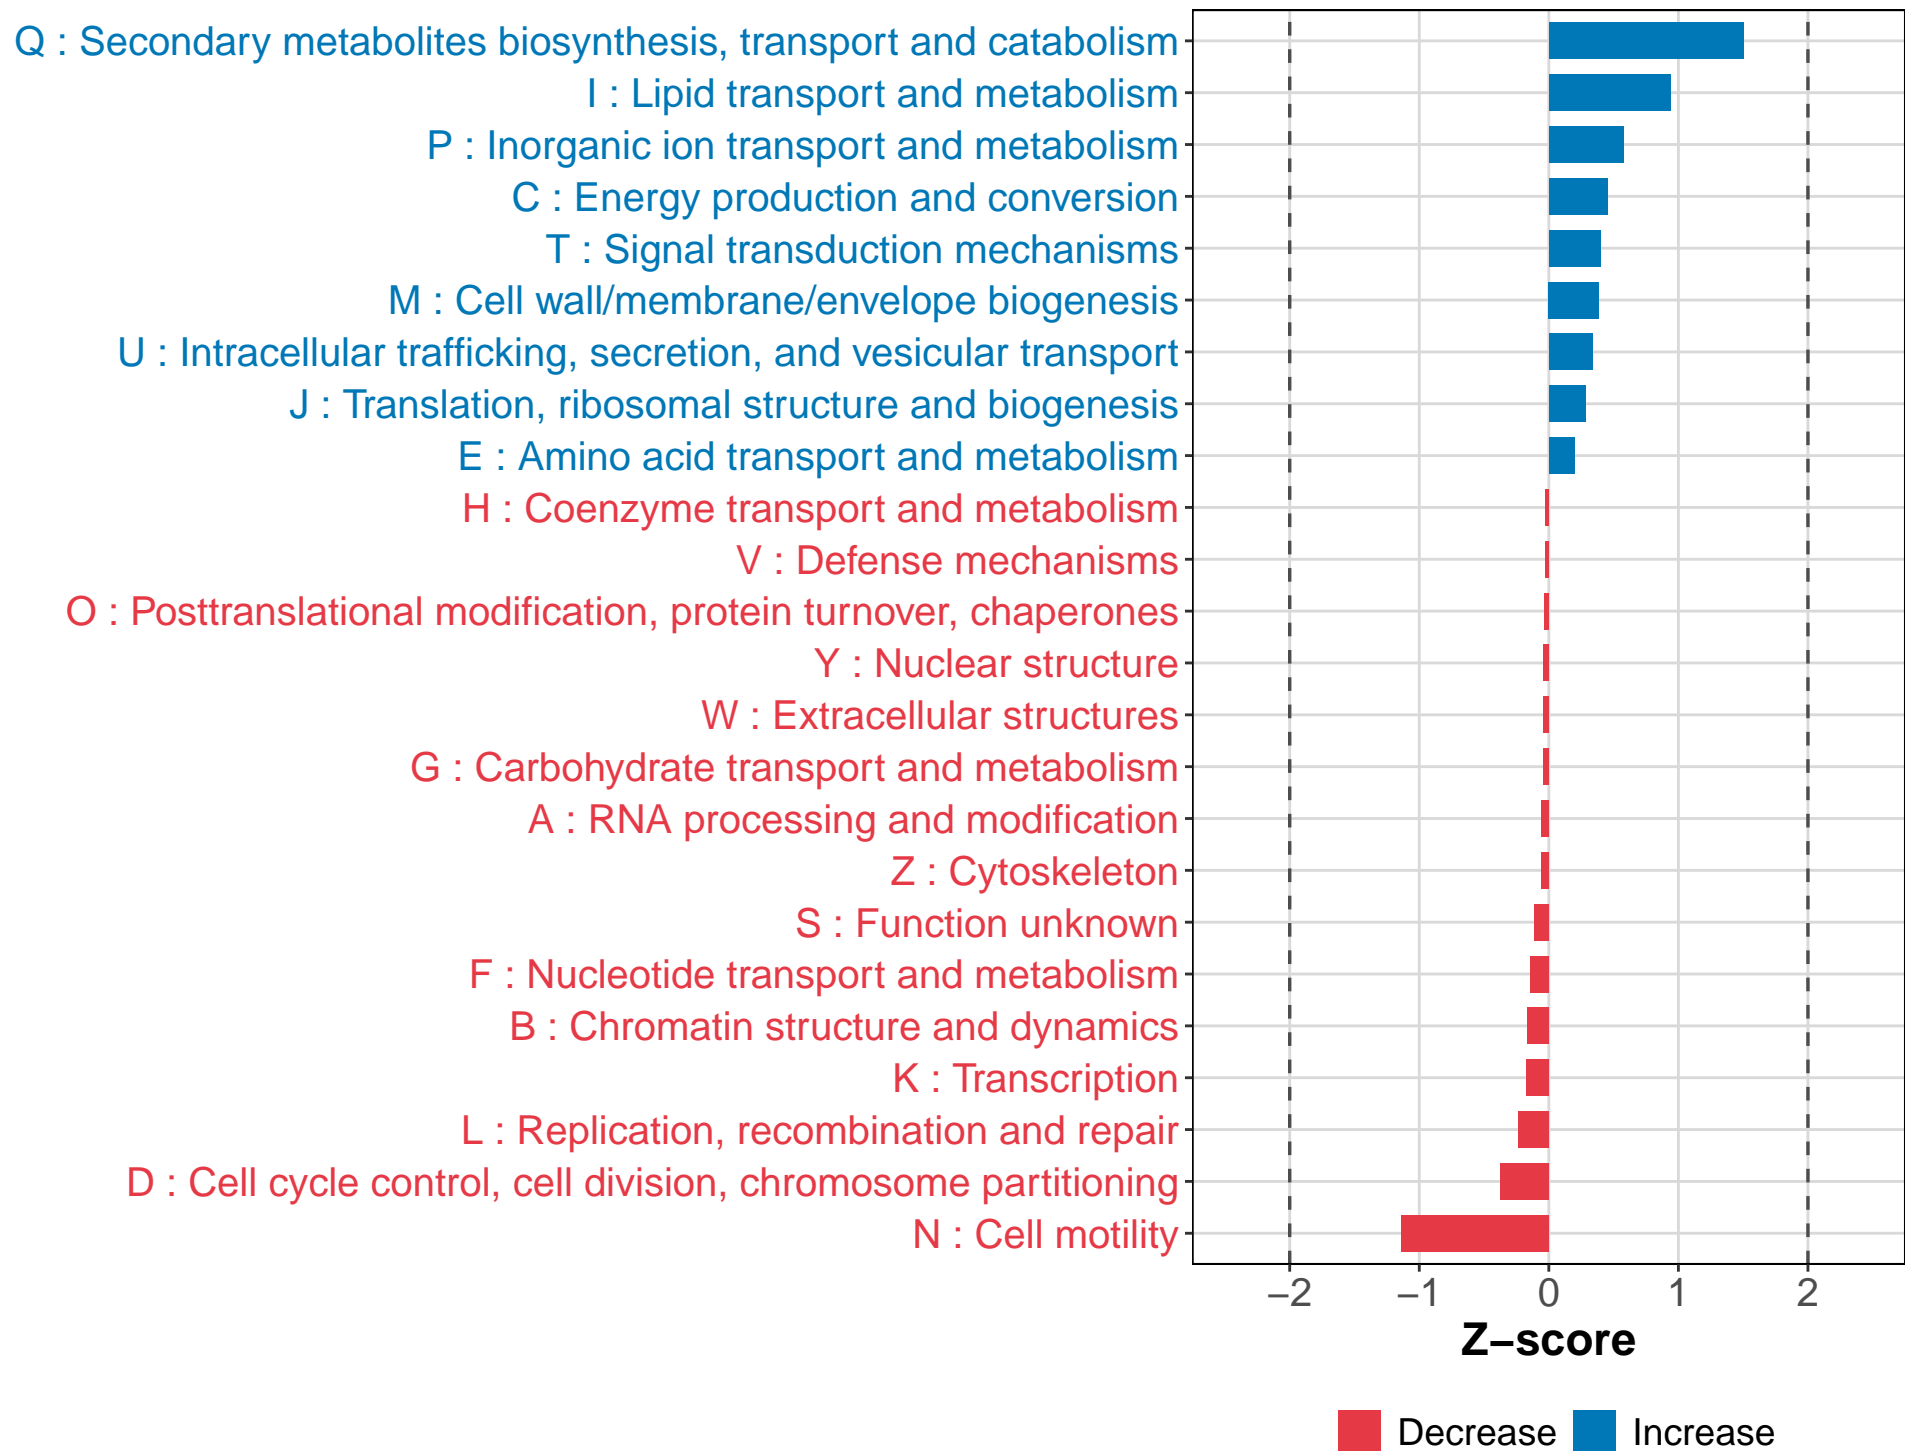 Q : Secondary metabolites biosynthesis, transport and catabolism
I : Lipid transport and metabolism
P : Inorganic ion transport and metabolism
C : Energy production and conversion
T : Signal transduction mechanisms
M : Cell wall/membrane/envelope biogenesis
U : Intracellular trafficking, secretion, and vesicular transport
J : Translation, ribosomal structure and biogenesis
E : Amino acid transport and metabolism
H : Coenzyme transport and metabolism
V : Defense mechanisms
O : Posttranslational modification, protein turnover, chaperones
Y : Nuclear structure
W : Extracellular structures
G : Carbohydrate transport and metabolism
A : RNA processing and modification
Z : Cytoskeleton
S : Function unknown
F : Nucleotide transport and metabolism
B : Chromatin structure and dynamics
K : Transcription
L : Replication, recombination and repair
D : Cell cycle control, cell division, chromosome partitioning
N : Cell motility
−2 −1 0 1 2
Z−score
Decrease Increase